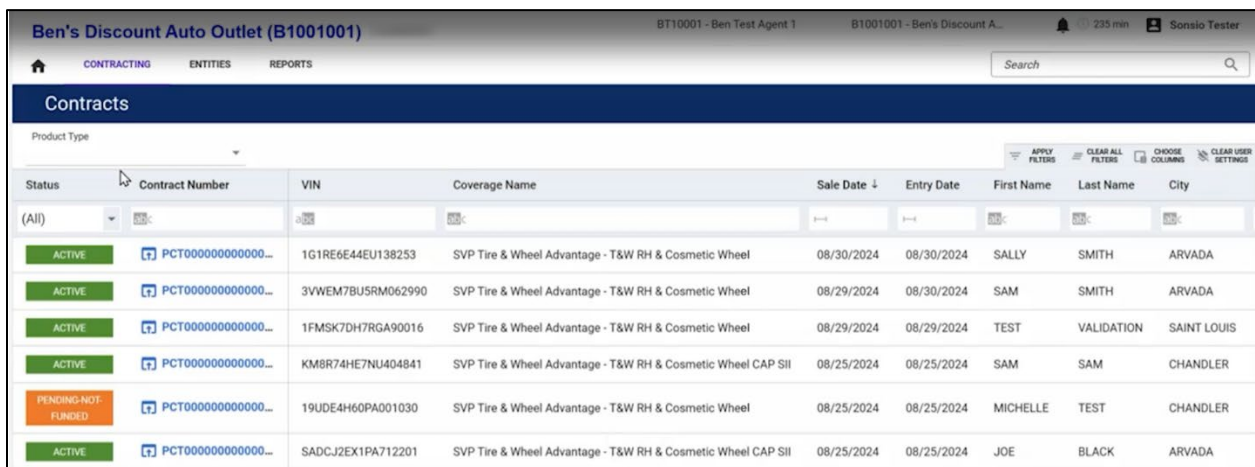 Ben's Discount Auto Outlet (B1001001) BT10001 - Ben Test Agent 1 B1001001 - Ben's Discount A... 235 min Sonsio Tester
CONTRACTING ENTITIES REPORTS Search
Contracts
Product Type
APPLY FILTERS CLEAR ALL FILTERS CHOOSE COLUMNS CLEAR USER SETTINGS
Status Contract Number VIN Coverage Name Sale Date ↓ Entry Date First Name Last Name City
(All) abc abc abc abc abc abc
ACTIVE PCT000000000000... 1G1RE6E44EU138253 SVP Tire & Wheel Advantage - T&W RH & Cosmetic Wheel 08/30/2024 08/30/2024 SALLY SMITH ARVADA
ACTIVE PCT000000000000... 3VWEM7BU5RM062990 SVP Tire & Wheel Advantage - T&W RH & Cosmetic Wheel 08/29/2024 08/30/2024 SAM SMITH ARVADA
ACTIVE PCT000000000000... 1FMSK7DH7RGA90016 SVP Tire & Wheel Advantage - T&W RH & Cosmetic Wheel 08/29/2024 08/29/2024 TEST VALIDATION SAINT LOUIS
ACTIVE PCT000000000000... KM8R74HE7NU404841 SVP Tire & Wheel Advantage - T&W RH & Cosmetic Wheel CAP SII 08/25/2024 08/25/2024 SAM SAM CHANDLER
PENDING-NOT-FUNDED PCT000000000000... 19UDE4H60PA001030 SVP Tire & Wheel Advantage - T&W RH & Cosmetic Wheel 08/25/2024 08/25/2024 MICHELLE TEST CHANDLER
ACTIVE PCT000000000000... SADCJ2EX1PA712201 SVP Tire & Wheel Advantage - T&W RH & Cosmetic Wheel CAP SII 08/25/2024 08/25/2024 JOE BLACK ARVADA